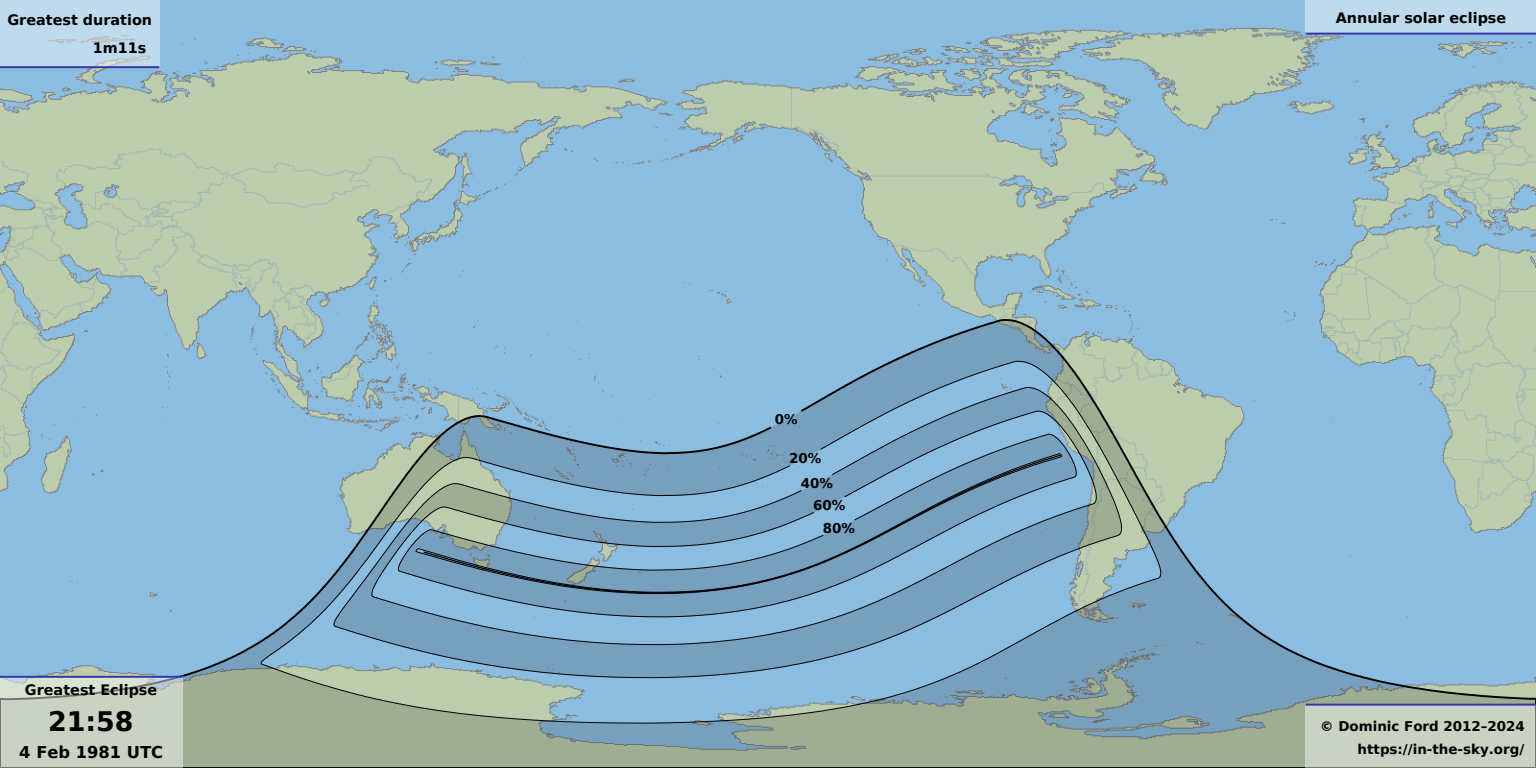 Greatest duration
1m11s
Annular solar eclipse
0%
20%
40%
60%
80%
Greatest Eclipse
21:58
4 Feb 1981 UTC
© Dominic Ford 2012–2024
https://in-the-sky.org/